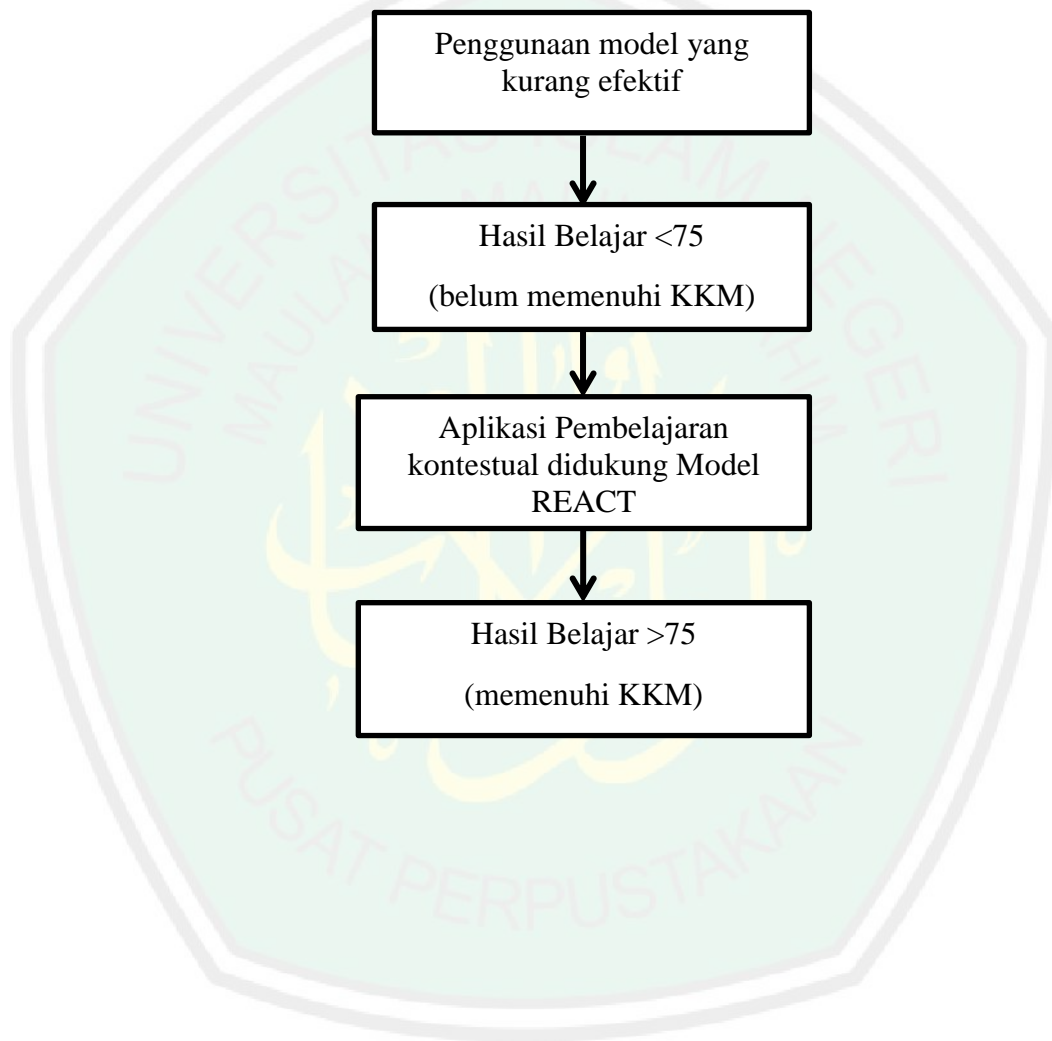 Penggunaan model yang
kurang efektif
Hasil Belajar <75
(belum memenuhi KKM)
Aplikasi Pembelajaran
kontestual didukung Model
REACT
Hasil Belajar >75
(memenuhi KKM)
UNIVERSITAS ISLAM NEGERI
PUSAT PERPUSTAKAAN